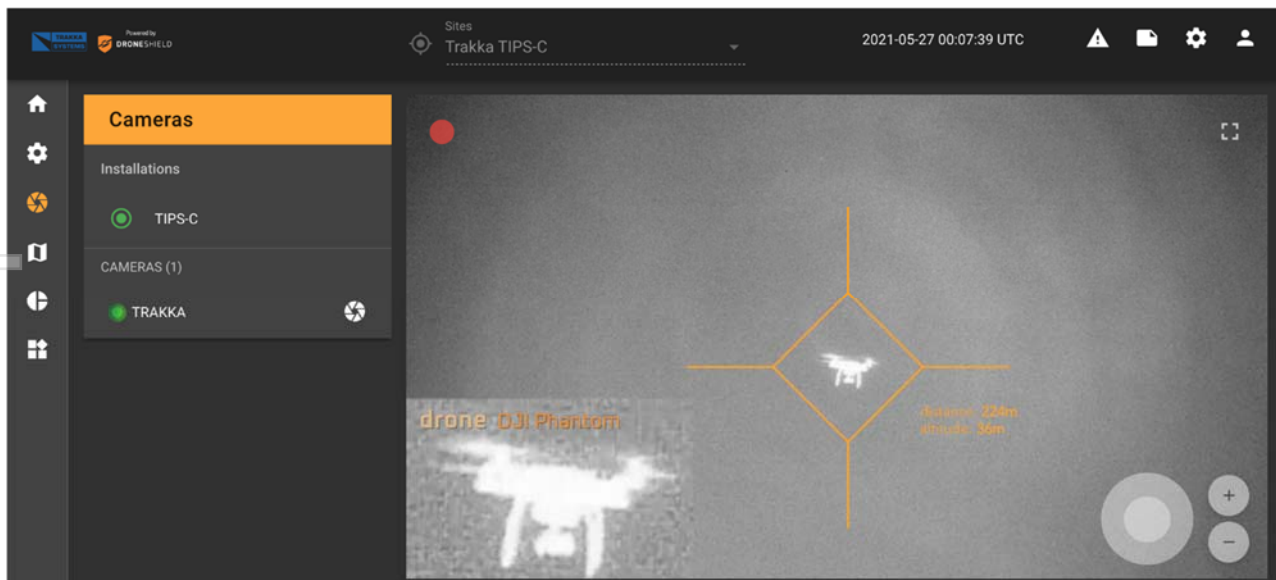 TRAKKA
SYSTEMS
Powered by
DRONESHIELD
Sites
Trakka TIPS-C
2021-05-27 00:07:39 UTC
Cameras
Installations
TIPS-C
CAMERAS (1)
TRAKKA
drone DJI Phantom
distance: 224m
altitude: 36m